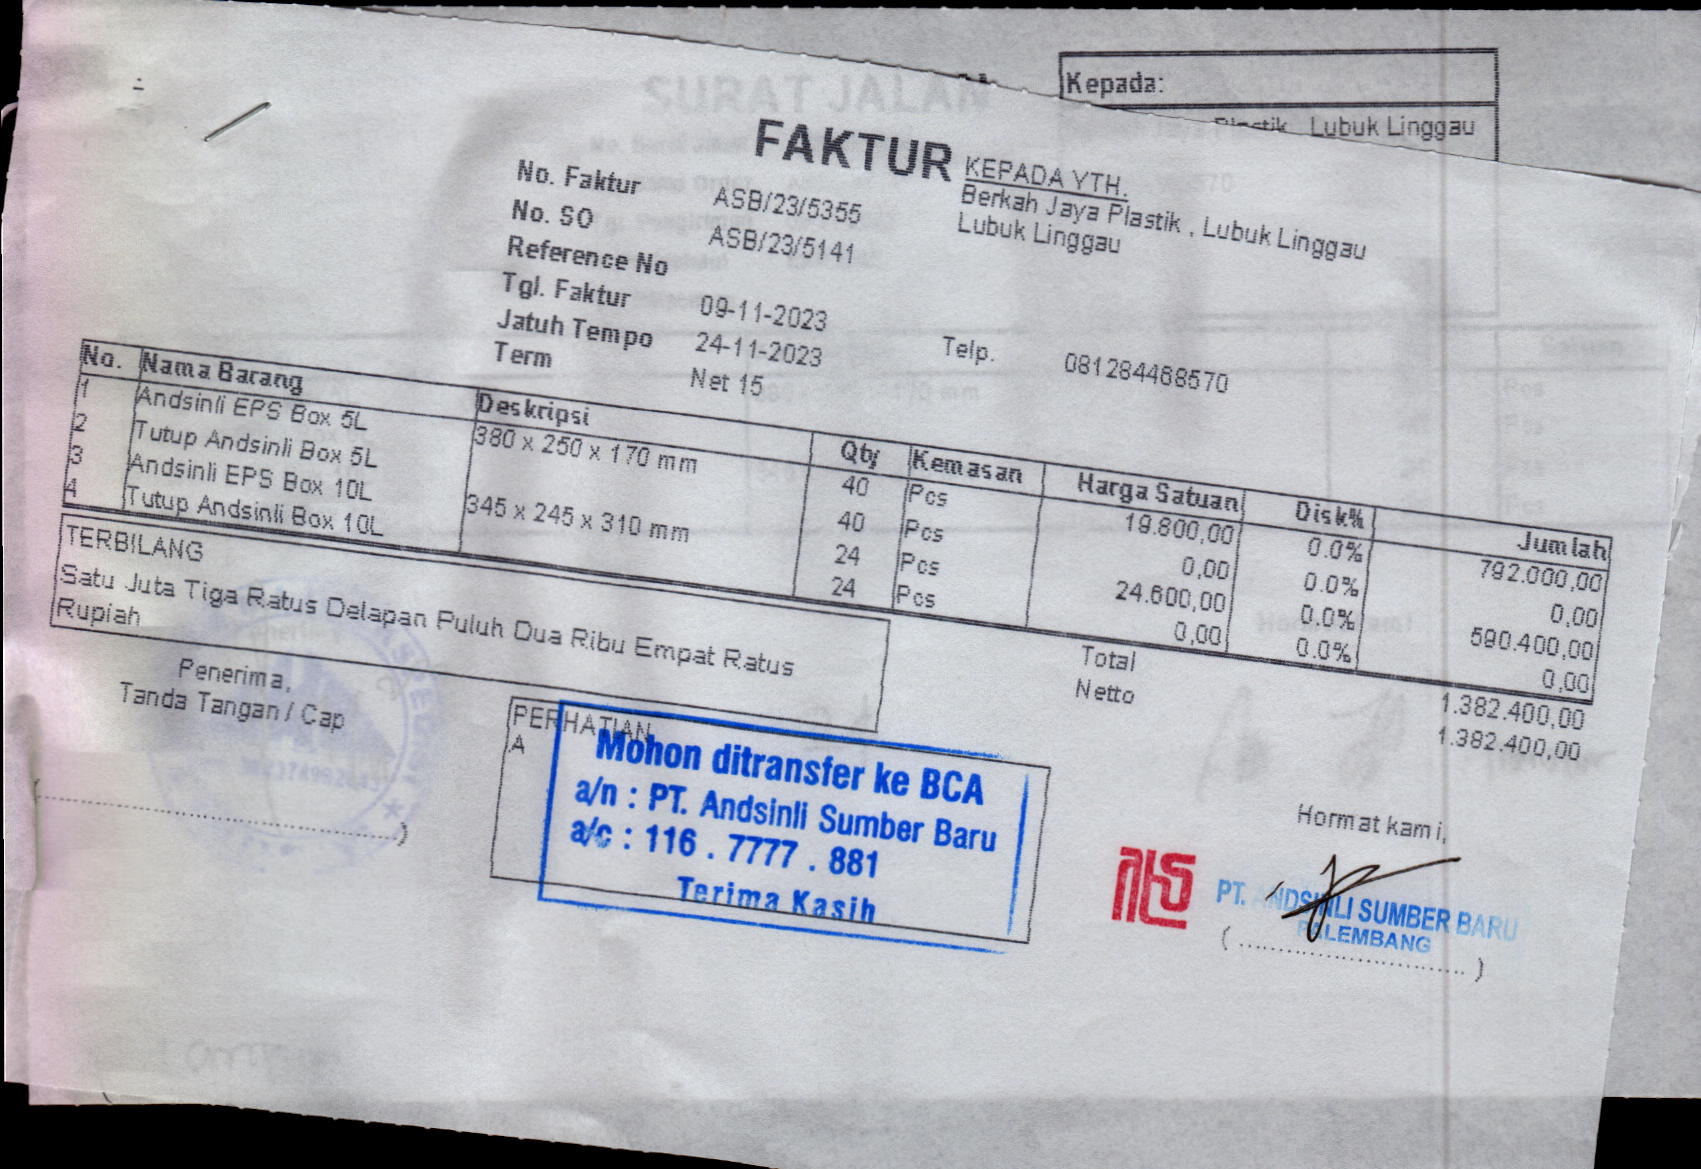 Kepada:
Plastik, Lubuk Linggau
SURAT JALAN
FAKTUR
KEPADA YTH.
Berkah Jaya Plastik , Lubuk Linggau
Lubuk Linggau
No. Faktur ASB/23/5355
No. SO ASB/23/5141
Reference No
Tgl. Faktur 09-11-2023
Jatuh Tempo 24-11-2023
Term Net 15
Telp. 081284468570
No. Nama Barang Deskripsi Qty Kemasan Harga Satuan Disk% Jumlah
1 Andsinli EPS Box 5L 380 x 250 x 170 mm 40 Pcs 19.800,00 0.0% 792.000,00
2 Tutup Andsinli Box 5L 40 Pcs 0,00 0.0% 0,00
3 Andsinli EPS Box 10L 345 x 245 x 310 mm 24 Pcs 24.600,00 0.0% 590.400,00
4 Tutup Andsinli Box 10L 24 Pcs 0,00 0.0% 0,00
TERBILANG
Satu Juta Tiga Ratus Delapan Puluh Dua Ribu Empat Ratus
Rupiah
Total 1.382.400,00
Netto 1.382.400,00
Penerima,
Tanda Tangan / Cap
PERHATIAN
A
Mohon ditransfer ke BCA
a/n : PT. Andsinli Sumber Baru
a/c : 116 . 7777 . 881
Terima Kasih
Hormat kami,
PT. ANDSINLI SUMBER BARU
PALEMBANG